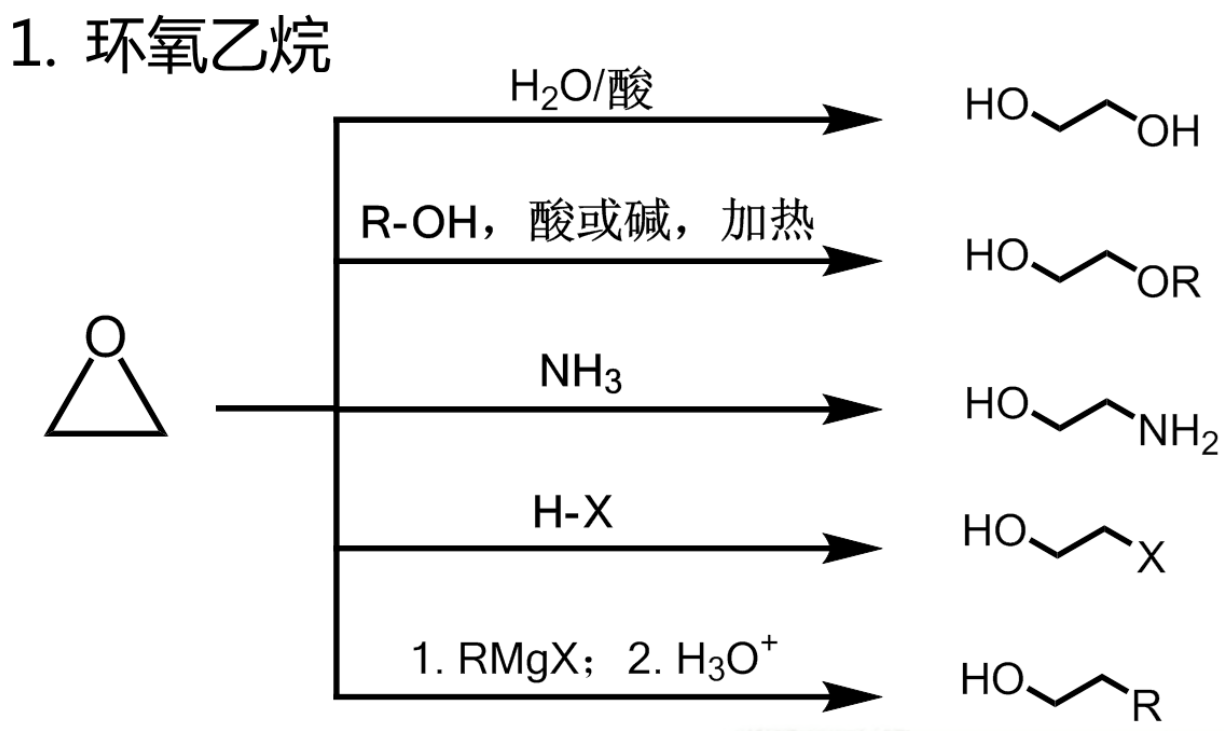 1. 环氧乙烷
H₂O/酸
HO OH
R-OH，酸或碱，加热
HO OR
O
NH₃
HO NH₂
H-X
HO X
1. RMgX；2. H₃O⁺
HO R